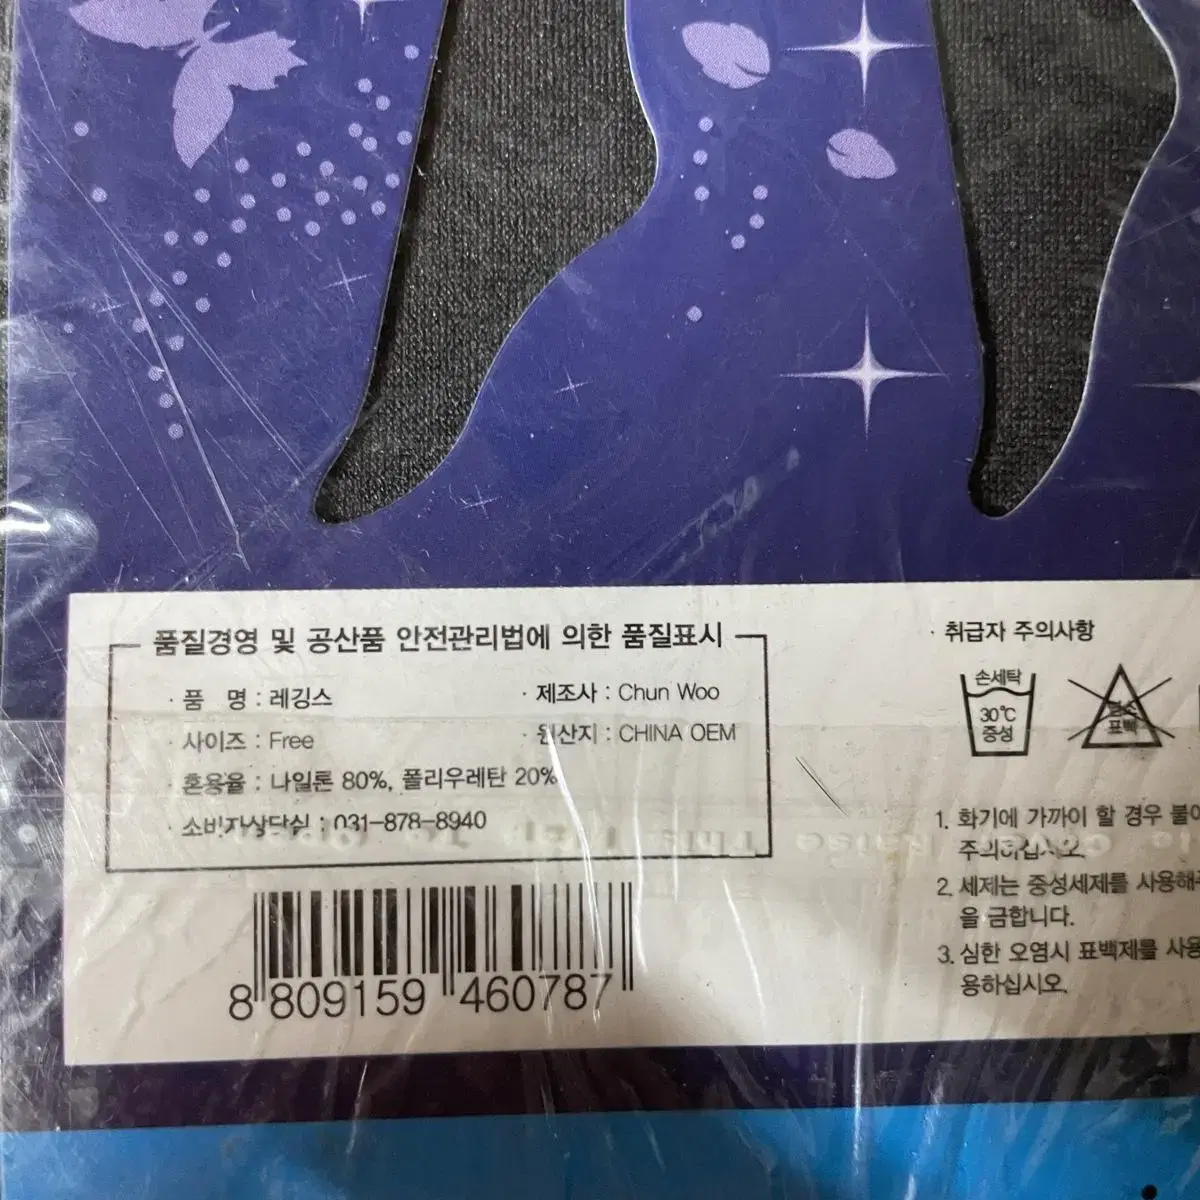 품질경영 및 공산품 안전관리법에 의한 품질표시
· 품 명 : 레깅스
· 제조사 : Chun Woo
· 사이즈 : Free
· 원산지 : CHINA OEM
· 혼용율 : 나일론 80%, 폴리우레탄 20%
· 소비자상담실 : 031-878-8940
8 809159 460787
· 취급자 주의사항
손세탁
30℃
중성
표백
1. 화기에 가까이 할 경우 붙어
주의하십시오.
2. 세제는 중성세제를 사용해주
을 금합니다.
3. 심한 오염시 표백제를 사용
용하십시오.